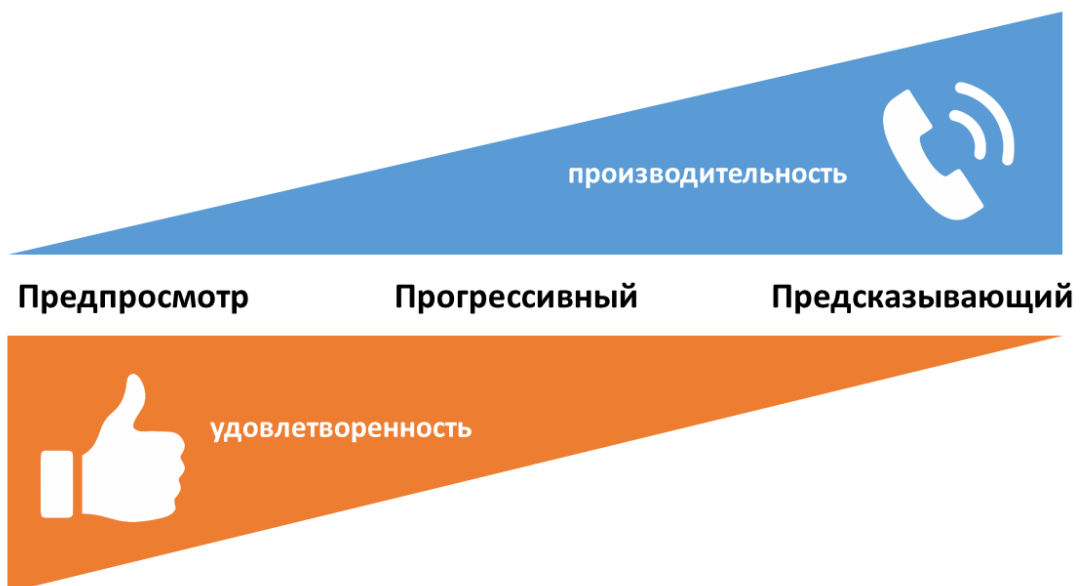 производительность
Предпросмотр Прогрессивный Предсказывающий
удовлетворенность